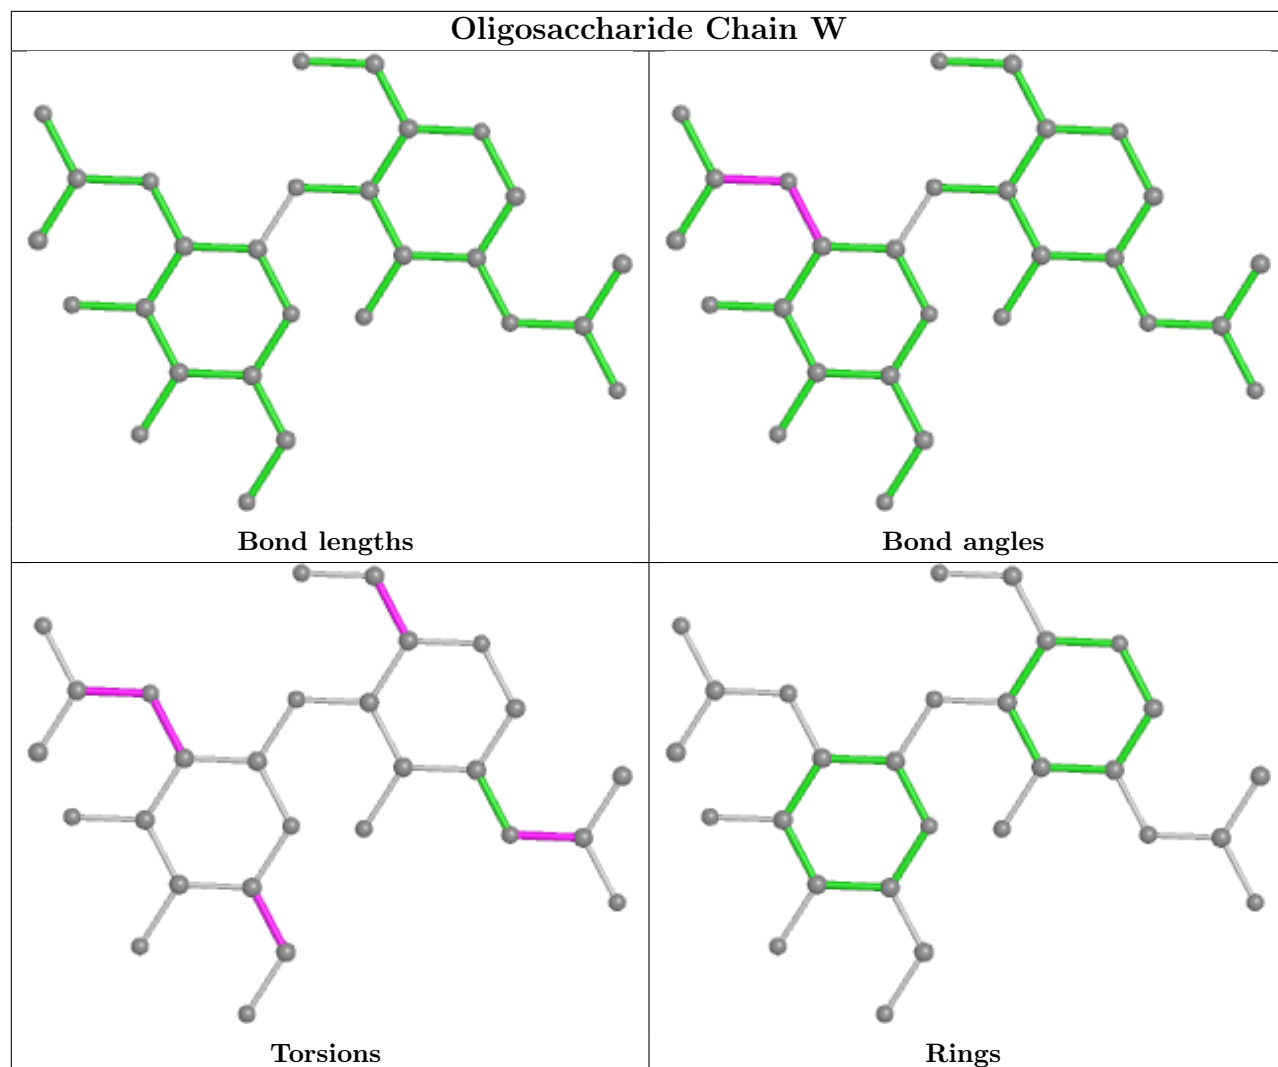 Oligosaccharide Chain W
Bond lengths
Bond angles
Torsions
Rings